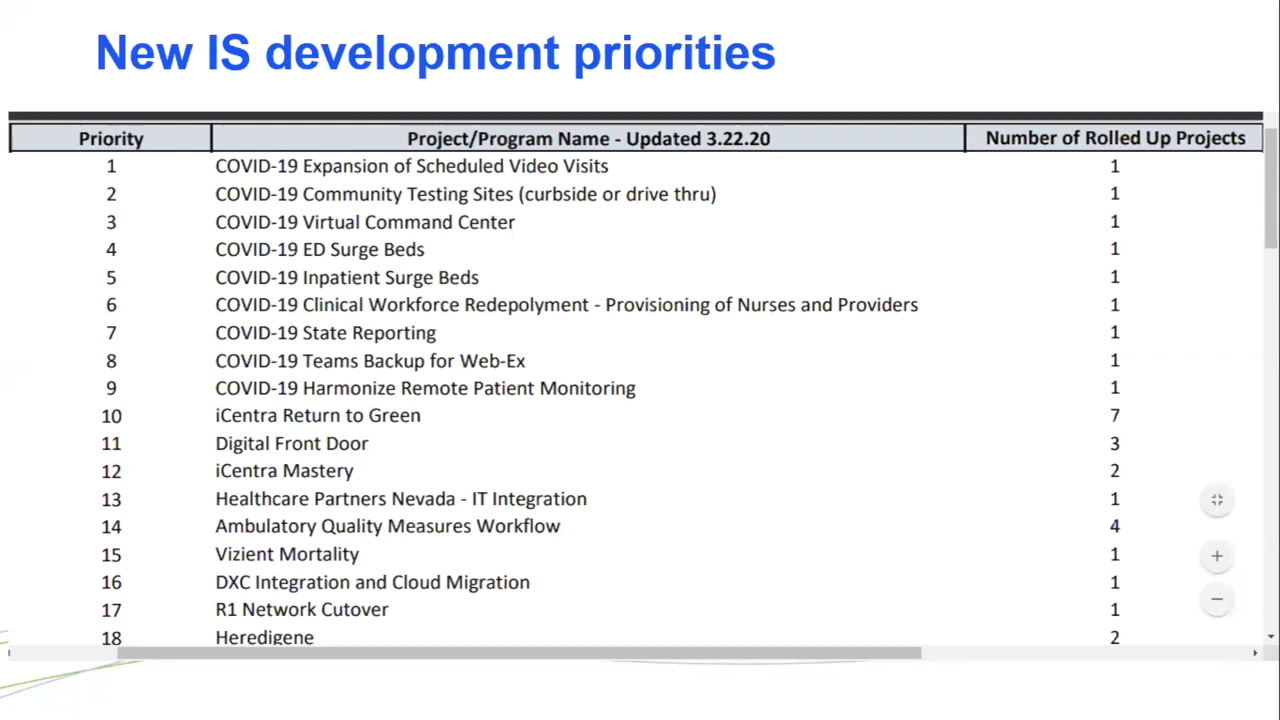 New IS development priorities
Priority Project/Program Name - Updated 3.22.20 Number of Rolled Up Projects
1 COVID-19 Expansion of Scheduled Video Visits 1
2 COVID-19 Community Testing Sites (curbside or drive thru) 1
3 COVID-19 Virtual Command Center 1
4 COVID-19 ED Surge Beds 1
5 COVID-19 Inpatient Surge Beds 1
6 COVID-19 Clinical Workforce Redepolyment - Provisioning of Nurses and Providers 1
7 COVID-19 State Reporting 1
8 COVID-19 Teams Backup for Web-Ex 1
9 COVID-19 Harmonize Remote Patient Monitoring 1
10 iCentra Return to Green 7
11 Digital Front Door 3
12 iCentra Mastery 2
13 Healthcare Partners Nevada - IT Integration 1
14 Ambulatory Quality Measures Workflow 4
15 Vizient Mortality 1
16 DXC Integration and Cloud Migration 1
17 R1 Network Cutover 1
18 Heredigene 2